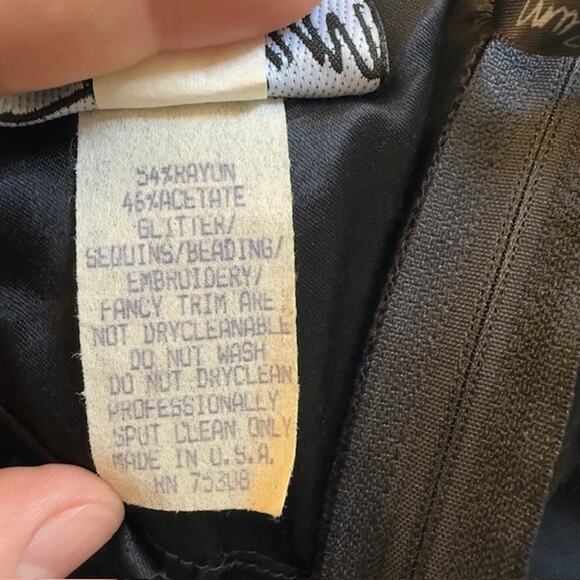 54%RAYON
46%ACETATE
GLITTER/
SEQUINS/BEADING/
EMBROIDERY/
FANCY TRIM ARE
NOT DRYCLEANABLE
DO NOT WASH
DO NOT DRYCLEAN
PROFESSIONALLY
SPOT CLEAN ONLY
MADE IN U.S.A.
RN 75308